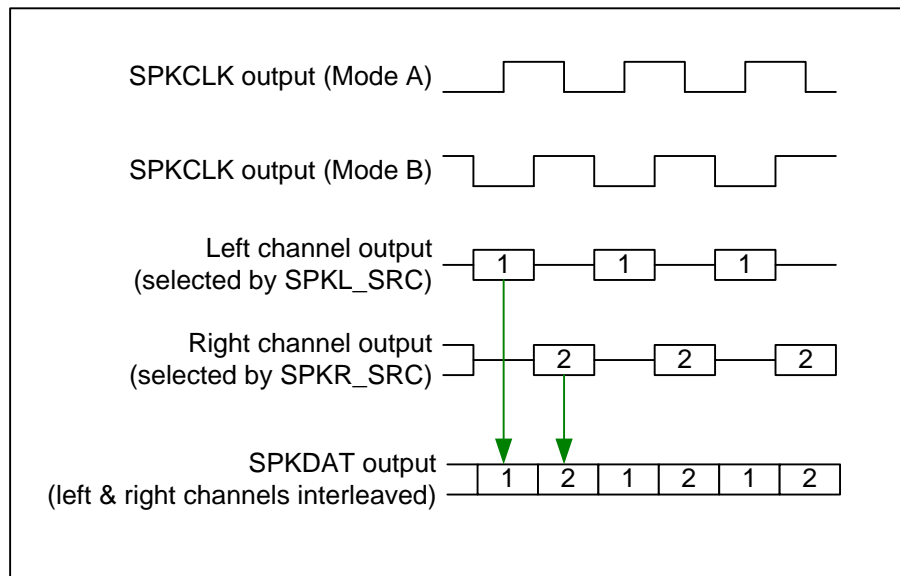 SPKCLK output (Mode A)
SPKCLK output (Mode B)
Left channel output
(selected by SPKL_SRC)
1 1 1
Right channel output
(selected by SPKR_SRC)
2 2 2
SPKDAT output
(left & right channels interleaved)
1 2 1 2 1 2